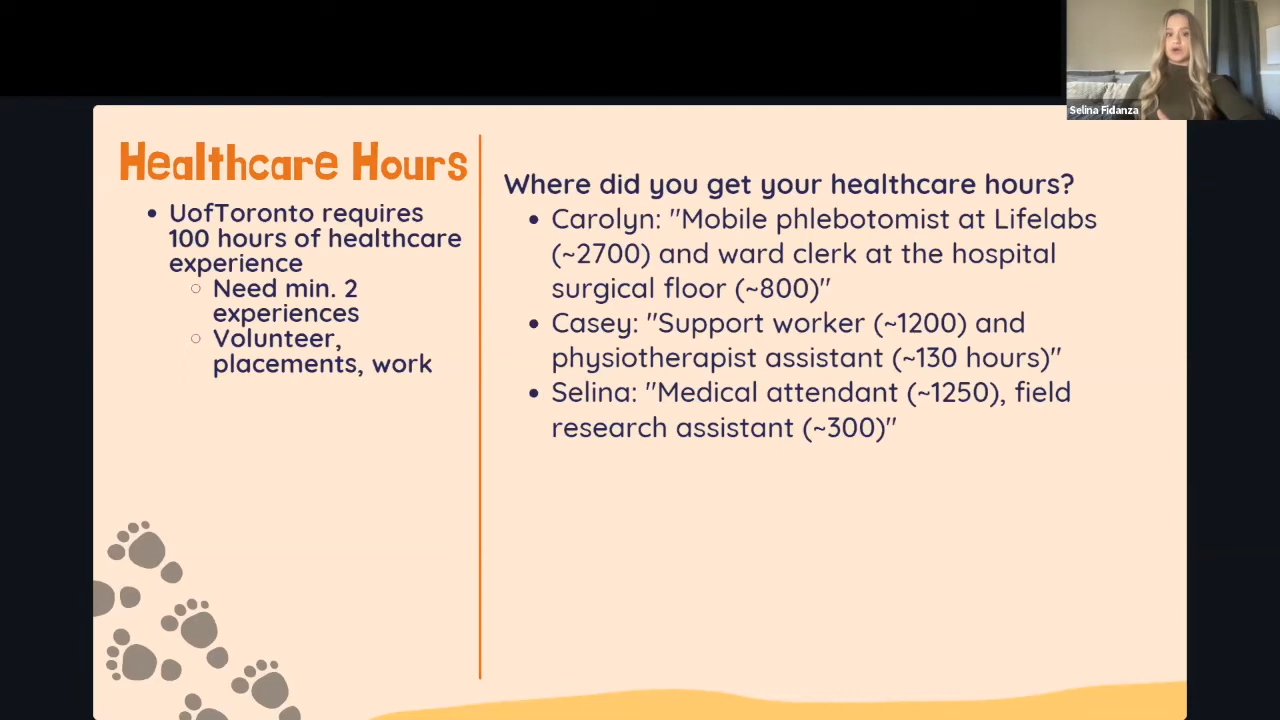 Selina Fidanza
Healthcare Hours
UofToronto requires
100 hours of healthcare
experience
Need min. 2
experiences
Volunteer,
placements, work
Where did you get your healthcare hours?
Carolyn: "Mobile phlebotomist at Lifelabs
(~2700) and ward clerk at the hospital
surgical floor (~800)"
Casey: "Support worker (~1200) and
physiotherapist assistant (~130 hours)"
Selina: "Medical attendant (~1250), field
research assistant (~300)"